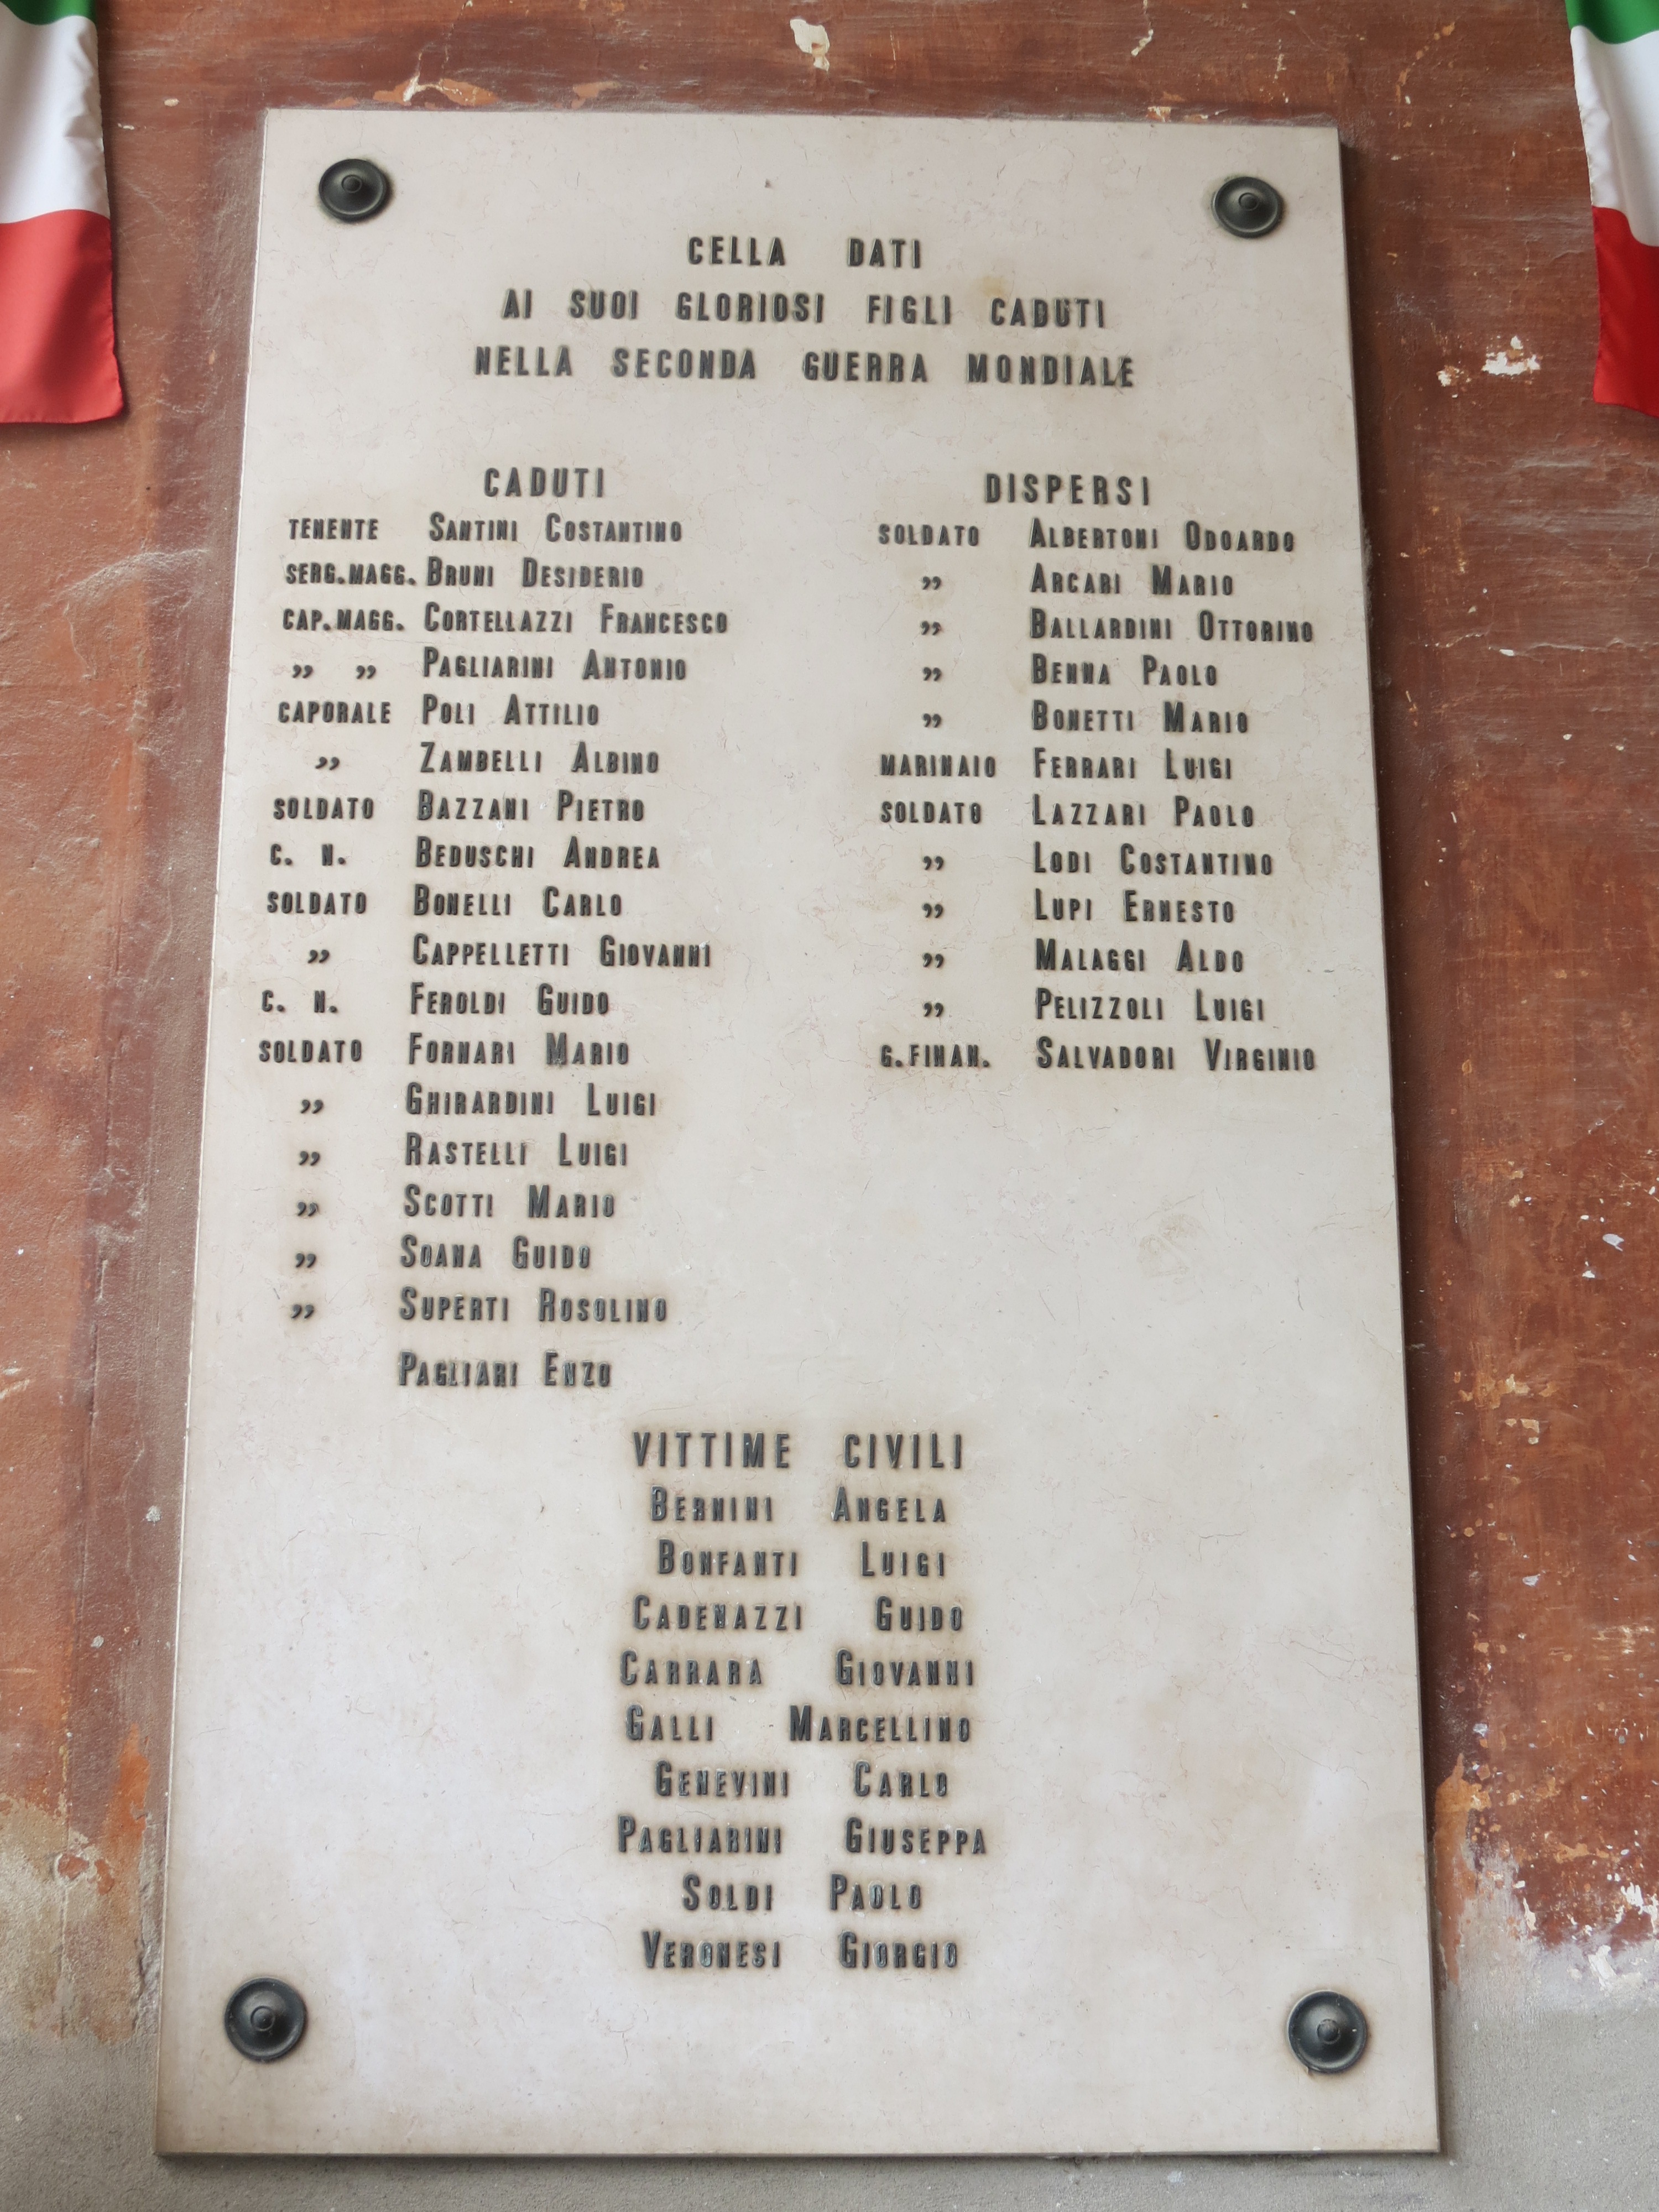 CELLA DATI
AI SUOI GLORIOSI FIGLI CADUTI
NELLA SECONDA GUERRA MONDIALE
CADUTI
TENENTE SANTINI COSTANTINO
SERG.MAGG. BRUNI DESIDERIO
CAP.MAGG. CORTELLAZZI FRANCESCO
„ „ PAGLIARINI ANTONIO
CAPORALE POLI ATTILIO
„ ZAMBELLI ALBINO
SOLDATO BAZZANI PIETRO
C. N. BEDUSCHI ANDREA
SOLDATO BONELLI CARLO
„ CAPPELLETTI GIOVANNI
C. N. FEROLDI GUIDO
SOLDATO FORNARI MARIO
„ GHIRARDINI LUIGI
„ RASTELLI LUIGI
„ SCOTTI MARIO
„ SOANA GUIDO
„ SUPERTI ROSOLINO
PAGLIARI ENZO
DISPERSI
SOLDATO ALBERTONI ODOARDO
„ ARCARI MARIO
„ BALLARDINI OTTORINO
„ BENNA PAOLO
„ BONETTI MARIO
MARINAIO FERRARI LUIGI
SOLDATO LAZZARI PAOLO
„ LODI COSTANTINO
„ LUPI ERNESTO
„ MALAGGI ALDO
„ PELIZZOLI LUIGI
G.FINAN. SALVADORI VIRGINIO
VITTIME CIVILI
BERNINI ANGELA
BONFANTI LUIGI
CADENAZZI GUIDO
CARRARA GIOVANNI
GALLI MARCELLINO
GENEVINI CARLO
PAGLIARINI GIUSEPPA
SOLDI PAOLO
VERONESI GIORGIO